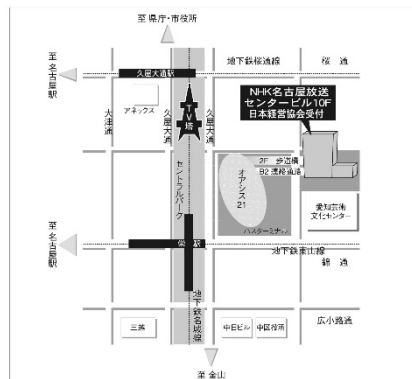 至 県庁・市役所
至 名古屋駅
久屋大通駅
地下鉄桜通線
桜 通
アネックス
TV塔
NHK名古屋放送
センタービル10F
日本経営協会受付
大津通
久屋大通
久屋大通
セントラルパーク
2F 歩道橋
B2 連絡通路
オアシス21
愛知芸術
文化センター
バスターミナル
至 名古屋駅
栄 駅
地下鉄東山線
錦 通
地下鉄名城線
三越
中日ビル
中区役所
広小路通
至 金山